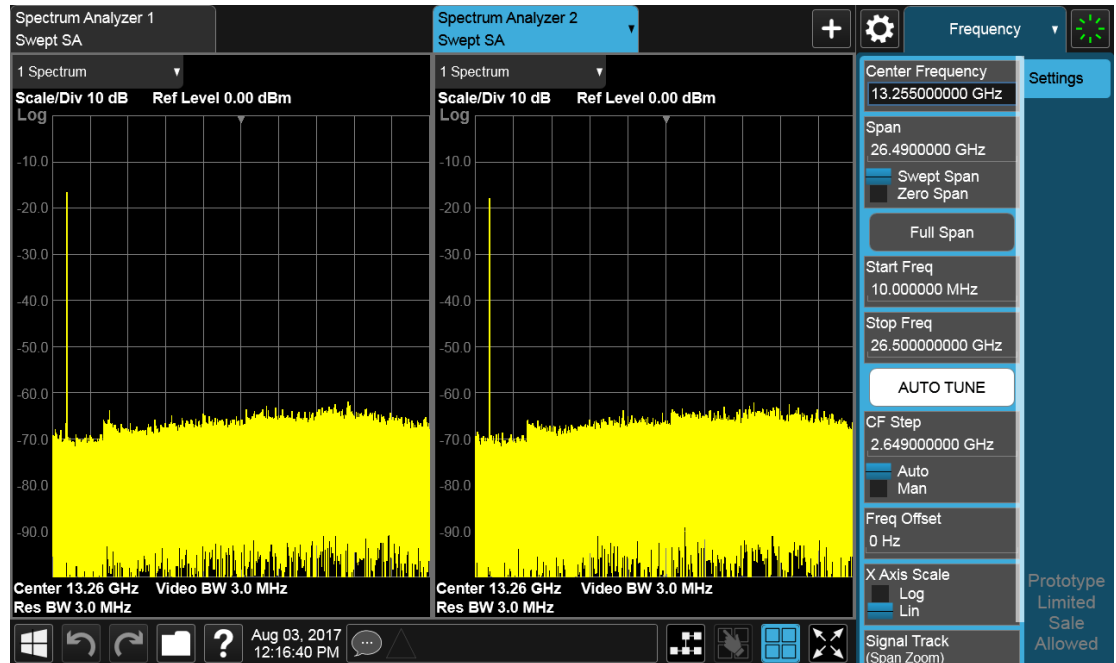 Spectrum Analyzer 1
Swept SA
Spectrum Analyzer 2
Swept SA
+
Frequency
1 Spectrum
Scale/Div 10 dB Ref Level 0.00 dBm
Log
-10.0
-20.0
-30.0
-40.0
-50.0
-60.0
-70.0
-80.0
-90.0
Center 13.26 GHz Video BW 3.0 MHz
Res BW 3.0 MHz
1 Spectrum
Scale/Div 10 dB Ref Level 0.00 dBm
Log
-10.0
-20.0
-30.0
-40.0
-50.0
-60.0
-70.0
-80.0
-90.0
Center 13.26 GHz Video BW 3.0 MHz
Res BW 3.0 MHz
Center Frequency
13.255000000 GHz
Span
26.4900000 GHz
Swept Span
Zero Span
Full Span
Start Freq
10.000000 MHz
Stop Freq
26.500000000 GHz
AUTO TUNE
CF Step
2.649000000 GHz
Auto
Man
Freq Offset
0 Hz
X Axis Scale
Log
Lin
Signal Track
(Span Zoom)
Settings
Prototype
Limited
Sale
Allowed
?
Aug 03, 2017
12:16:40 PM